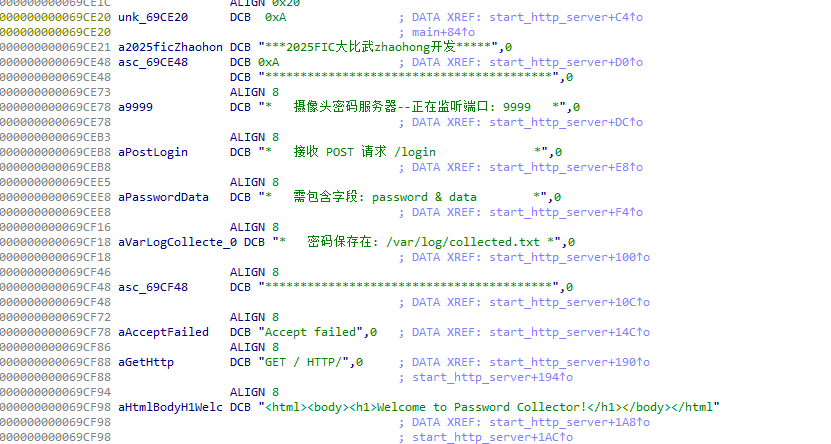 000000000069CE1C ALIGN 0x20
000000000069CE20 unk_69CE20 DCB 0xA ; DATA XREF: start_http_server+C4↑o
000000000069CE20 ; main+84↑o
000000000069CE21 a2025ficZhaohon DCB "***2025FIC大比武zhaohong开发*****",0
000000000069CE48 asc_69CE48 DCB 0xA ; DATA XREF: start_http_server+D0↑o
000000000069CE48 DCB "*****************************************",0
000000000069CE73 ALIGN 8
000000000069CE78 a9999 DCB "* 摄像头密码服务器--正在监听端口: 9999 *",0
000000000069CE78 ; DATA XREF: start_http_server+DC↑o
000000000069CEB3 ALIGN 8
000000000069CEB8 aPostLogin DCB "* 接收 POST 请求 /login *",0
000000000069CEB8 ; DATA XREF: start_http_server+E8↑o
000000000069CEE5 ALIGN 8
000000000069CEE8 aPasswordData DCB "* 需包含字段: password & data *",0
000000000069CEE8 ; DATA XREF: start_http_server+F4↑o
000000000069CF16 ALIGN 8
000000000069CF18 aVarLogCollecte_0 DCB "* 密码保存在: /var/log/collected.txt *",0
000000000069CF18 ; DATA XREF: start_http_server+100↑o
000000000069CF46 ALIGN 8
000000000069CF48 asc_69CF48 DCB "*****************************************",0
000000000069CF48 ; DATA XREF: start_http_server+10C↑o
000000000069CF72 ALIGN 8
000000000069CF78 aAcceptFailed DCB "Accept failed",0 ; DATA XREF: start_http_server+14C↑o
000000000069CF86 ALIGN 8
000000000069CF88 aGetHttp DCB "GET / HTTP/",0 ; DATA XREF: start_http_server+190↑o
000000000069CF88 ; start_http_server+194↑o
000000000069CF94 ALIGN 8
000000000069CF98 aHtmlBodyH1Welc DCB "<html><body><h1>Welcome to Password Collector!</h1></body></html"
000000000069CF98 ; DATA XREF: start_http_server+1A8↑o
000000000069CF98 ; start_http_server+1AC↑o